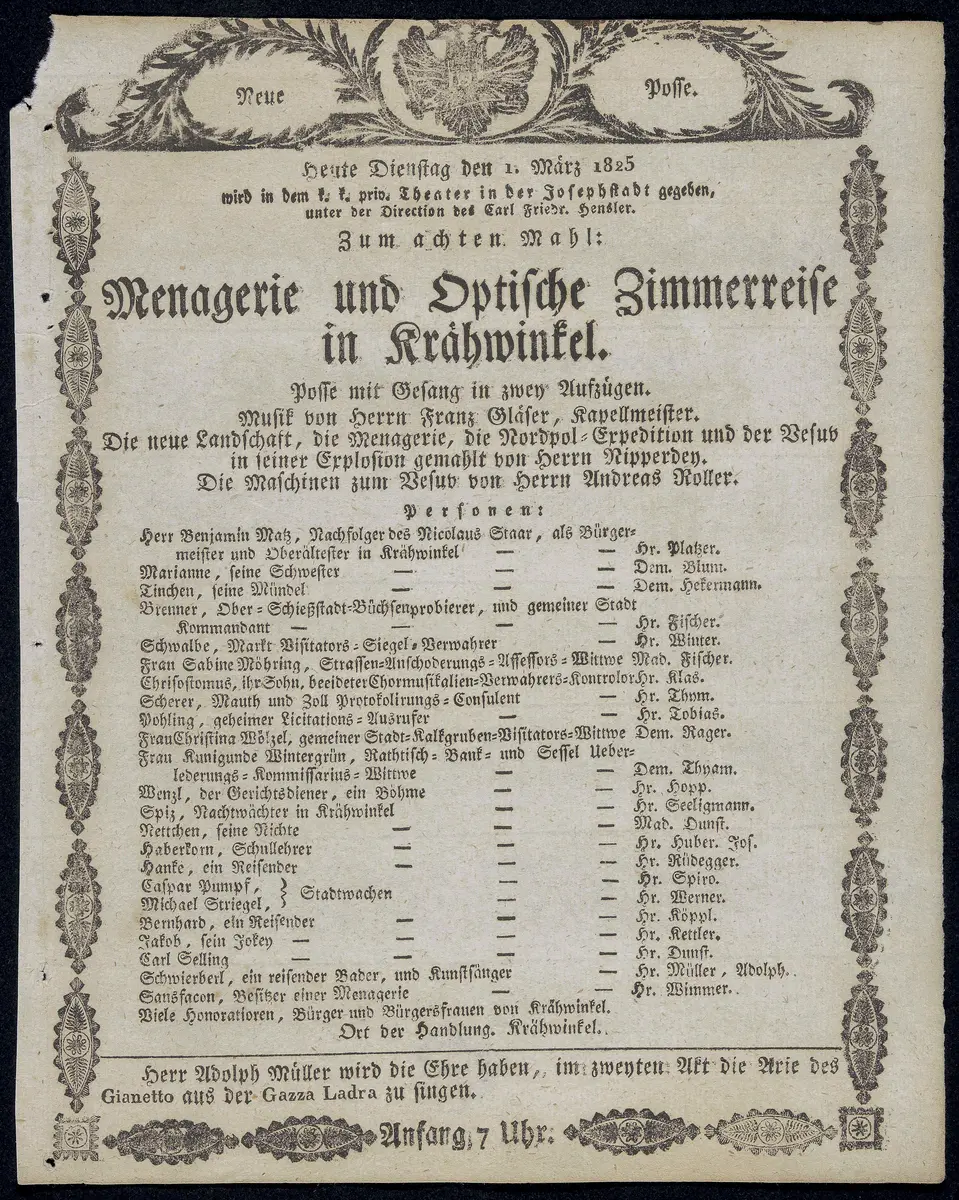 Neue Posse.
Heute Dienstag den 1. März 1825
wird in dem k. k. priv. Theater in der Josephstadt gegeben,
unter der Direction des Carl Friedr. Hensler.
Zum achten Mahl:
Menagerie und Optische Zimmerreise
in Krähwinkel.
Posse mit Gesang in zwey Aufzügen.
Musik von Herrn Franz Gläser, Kapellmeister.
Die neue Landschaft, die Menagerie, die Nordpol-Expedition und der Vesuv
in seiner Explosion gemahlt von Herrn Nipperdey.
Die Maschinen zum Vesuv von Herrn Andreas Roller.
Personen:
Herr Benjamin Matz, Nachfolger des Nicolaus Staar, als Bürger-
meister und Oberältester in Krähwinkel — — Hr. Platzer.
Marianne, seine Schwester — — — Dem. Blum.
Tinchen, seine Mündel — — — Dem. Hekermann.
Brenner, Ober-Schießstadt-Büchsenprobierer, und gemeiner Stadt
Kommandant — — — — Hr. Fischer.
Schwalbe, Markt Visitators-Siegel-Verwahrer — Hr. Winter.
Frau Sabine Möhring, Strassen-Anschoderungs-Assessors-Wittwe Mad. Fischer.
Chrisostomus, ihr Sohn, beeideter Chormusikalien-Verwahrers-Kontrolor Hr. Klas.
Scherer, Mauth und Zoll Protokolirungs-Consulent — Hr. Thym.
Pohling, geheimer Licitations-Ausrufer — — Hr. Tobias.
Frau Christina Wölzel, gemeiner Stadt-Kalkgruben-Visitators-Wittwe Dem. Rager.
Frau Kunigunde Wintergrün, Rathtisch-Bank- und Sessel Ueber-
lederungs-Kommissarius-Wittwe — — Dem. Thyam.
Wenzl, der Gerichtsdiener, ein Böhme — — Hr. Hopp.
Spiz, Nachtwächter in Krähwinkel — — Hr. Seeligmann.
Nettchen, seine Nichte — — — Mad. Dunst.
Haberkorn, Schullehrer — — — Hr. Huber. Jos.
Hanke, ein Reisender — — — Hr. Rüdegger.
Caspar Pumpf, } Stadtwachen — — Hr. Spiro.
Michael Striegel, } — — Hr. Werner.
Bernhard, ein Reisender — — — Hr. Köppl.
Jakob, sein Jokey — — — — Hr. Kettler.
Carl Selling — — — — Hr. Dunst.
Schwierberl, ein reisender Bader, und Kunstsänger — Hr. Müller, Adolph.
Sansfacon, Besitzer einer Menagerie — — Hr. Wimmer.
Viele Honoratioren, Bürger und Bürgersfrauen von Krähwinkel.
Ort der Handlung. Krähwinkel.
Herr Adolph Müller wird die Ehre haben, im zweyten Akt die Arie des
Gianetto aus der Gazza Ladra zu singen.
Anfang 7 Uhr.